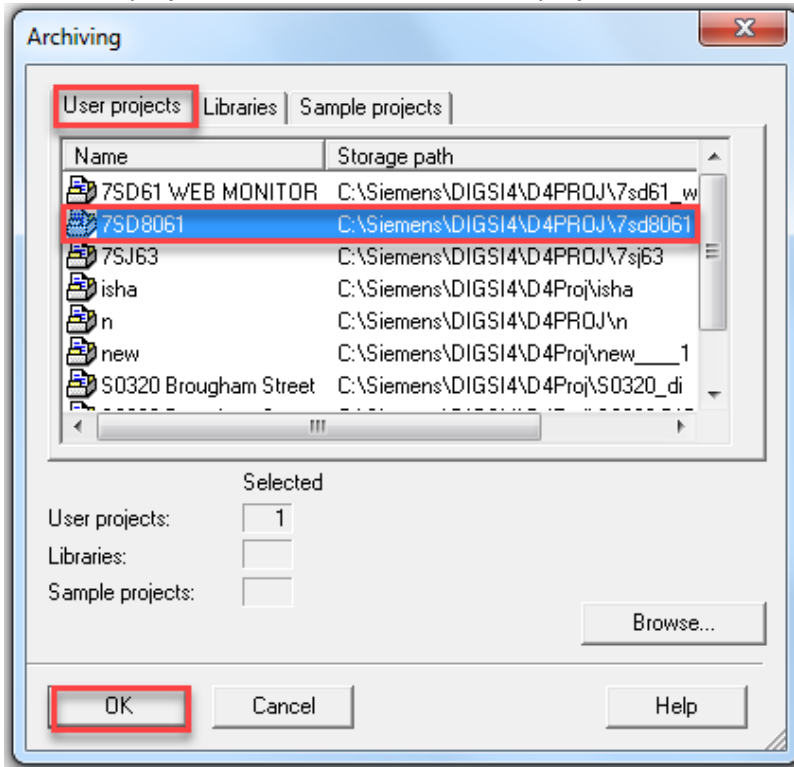 Archiving
User projects Libraries Sample projects
Name Storage path
7SD61 WEB MONITOR C:\Siemens\DIGSI4\D4PROJ\7sd61_w
7SD8061 C:\Siemens\DIGSI4\D4PROJ\7sd8061
7SJ63 C:\Siemens\DIGSI4\D4PROJ\7sj63
isha C:\Siemens\DIGSI4\D4Proj\isha
n C:\Siemens\DIGSI4\D4PROJ\n
new C:\Siemens\DIGSI4\D4Proj\new____1
S0320 Brougham Street C:\Siemens\DIGSI4\D4Proj\S0320_di
Selected
User projects: 1
Libraries:
Sample projects:
Browse...
OK Cancel Help